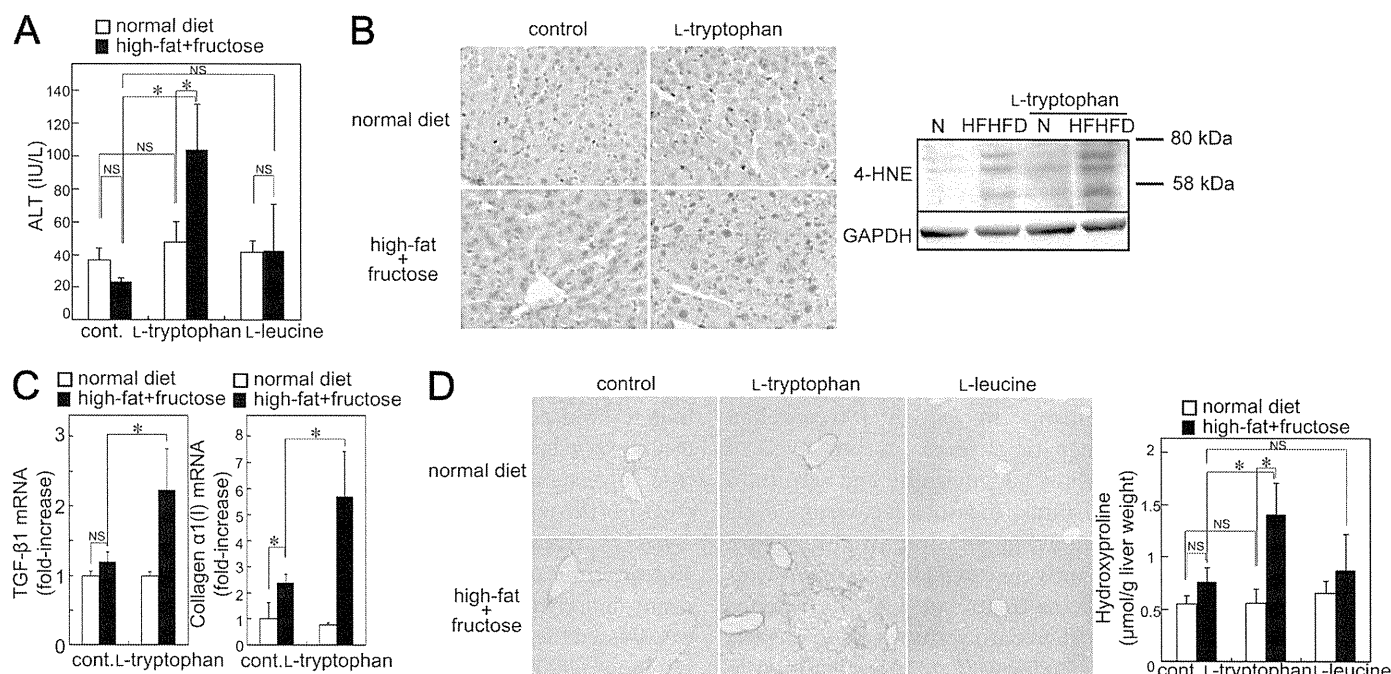 A
normal diet
high-fat+fructose
ALT (IU/L)
140
120
100
80
60
40
20
0
NS
*
*
NS
NS
NS
cont. L-tryptophan L-leucine
B
control L-tryptophan
normal diet
high-fat
+
fructose
L-tryptophan
N HFHFD N HFHFD
80 kDa
4-HNE
58 kDa
GAPDH
C
normal diet
high-fat+fructose
TGF-β1 mRNA
(fold-increase)
3
2
1
0
*
NS
cont. L-tryptophan
normal diet
high-fat+fructose
Collagen α1(I) mRNA
(fold-increase)
8
7
6
5
4
3
2
1
0
*
*
cont. L-tryptophan
D
control L-tryptophan L-leucine
normal diet
high-fat
+
fructose
normal diet
high-fat+fructose
Hydroxyproline
(µmol/g liver weight)
2
1.5
1
0.5
0
NS
*
*
NS
NS
cont. L-tryptophan L-leucine